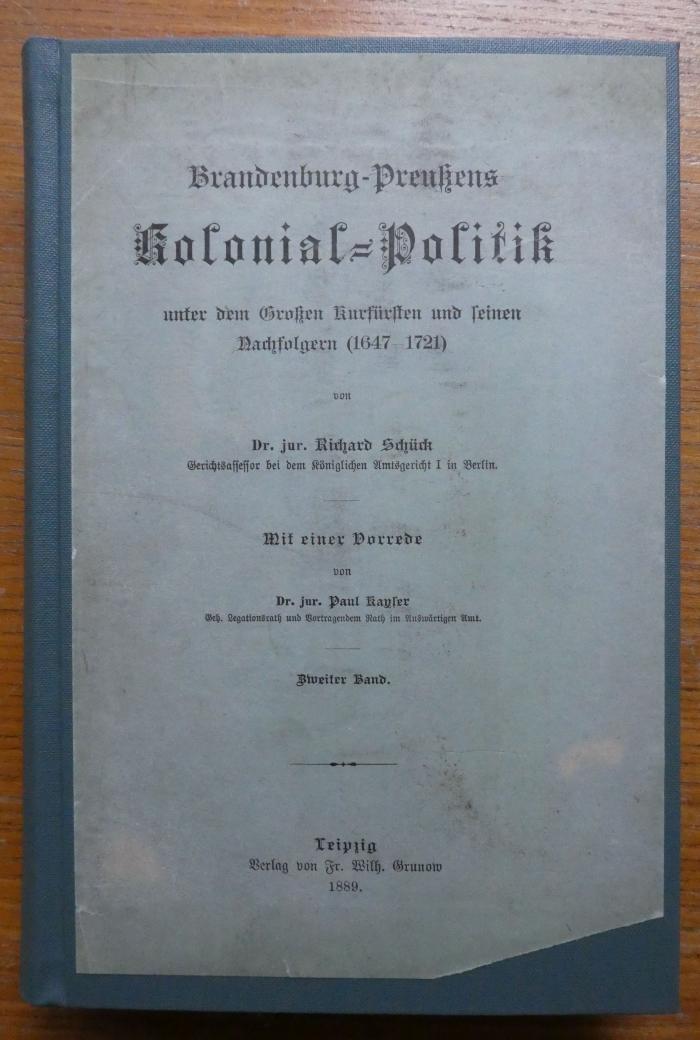 Brandenburg-Preußens
Kolonial=Politik
unter dem Großen Kurfürsten und seinen
Nachfolgern (1647–1721)
von
Dr. jur. Richard Schück
Gerichtsassessor bei dem Königlichen Amtsgericht I in Berlin.
Mit einer Vorrede
von
Dr. jur. Paul Kayser
Geh. Legationsrath und Vortragendem Rath im Auswärtigen Amt.
Zweiter Band.
Leipzig
Verlag von Fr. Wilh. Grunow
1889.